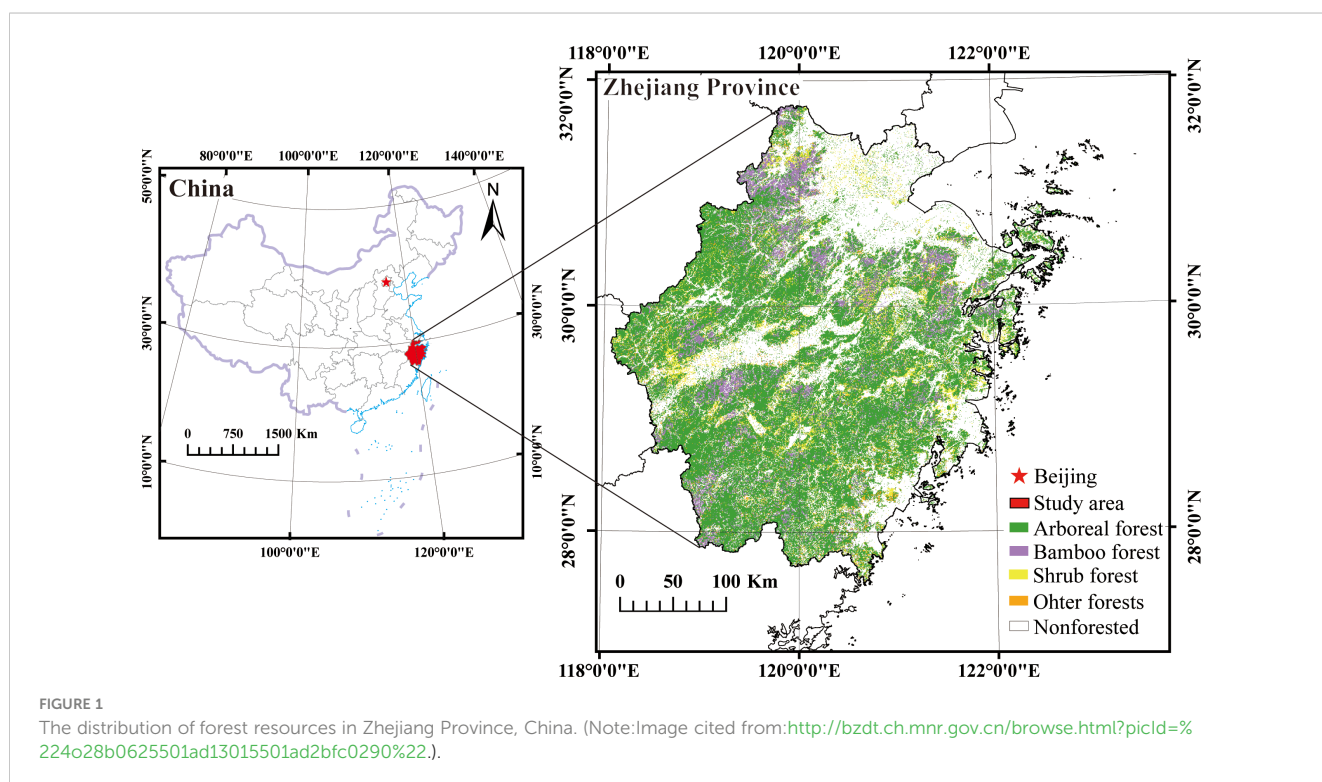 118°0'0"E 120°0'0"E 122°0'0"E
Zhejiang Province
32°0'0"N 32°0'0"N
80°0'0"E 100°0'0"E 120°0'0"E 140°0'0"E
China
N
50°0'0"N 50°0'0"N
30°0'0"N 30°0'0"N
10°0'0"N 10°0'0"N
0 750 1500 Km
100°0'0"E 120°0'0"E
30°0'0"N 30°0'0"N
28°0'0"N 28°0'0"N
Beijing
Study area
Arboreal forest
Bamboo forest
Shrub forest
Ohter forests
Nonforested
0 50 100 Km
118°0'0"E 120°0'0"E 122°0'0"E
FIGURE 1
The distribution of forest resources in Zhejiang Province, China. (Note:Image cited from:http://bzdt.ch.mnr.gov.cn/browse.html?picId=%
224o28b0625501ad13015501ad2bfc0290%22.).